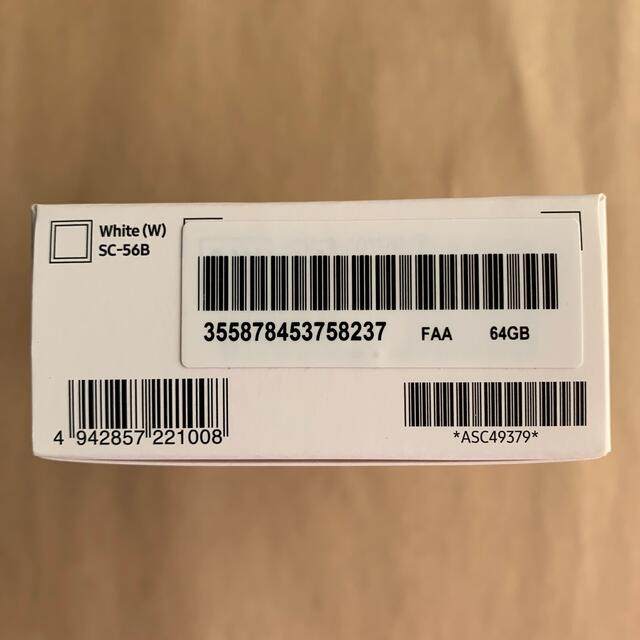 White (W)
SC-56B
355878453758237 FAA 64GB
4 942857 221008
*ASC49379*